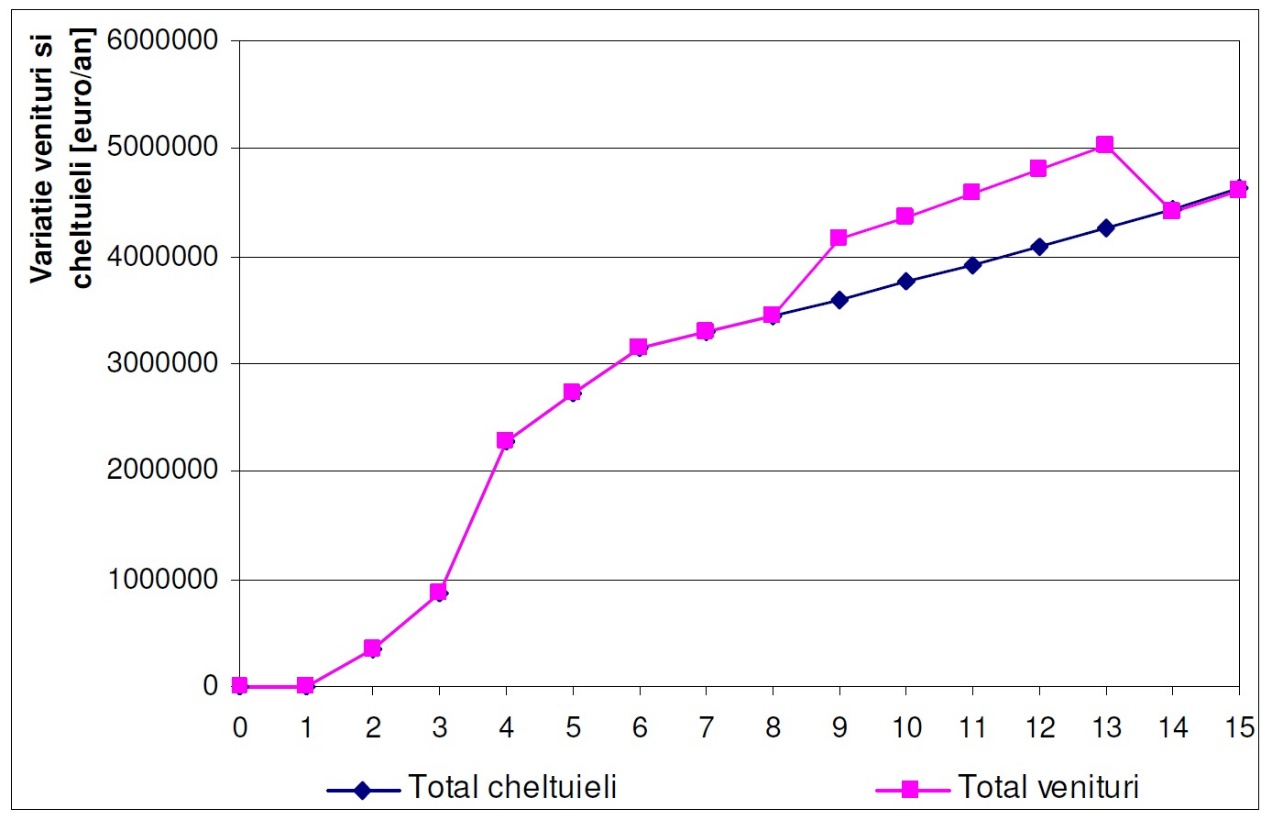 Variatie venituri si
cheltuieli [euro/an]
6000000
5000000
4000000
3000000
2000000
1000000
0
0 1 2 3 4 5 6 7 8 9 10 11 12 13 14 15
Total cheltuieli Total venituri